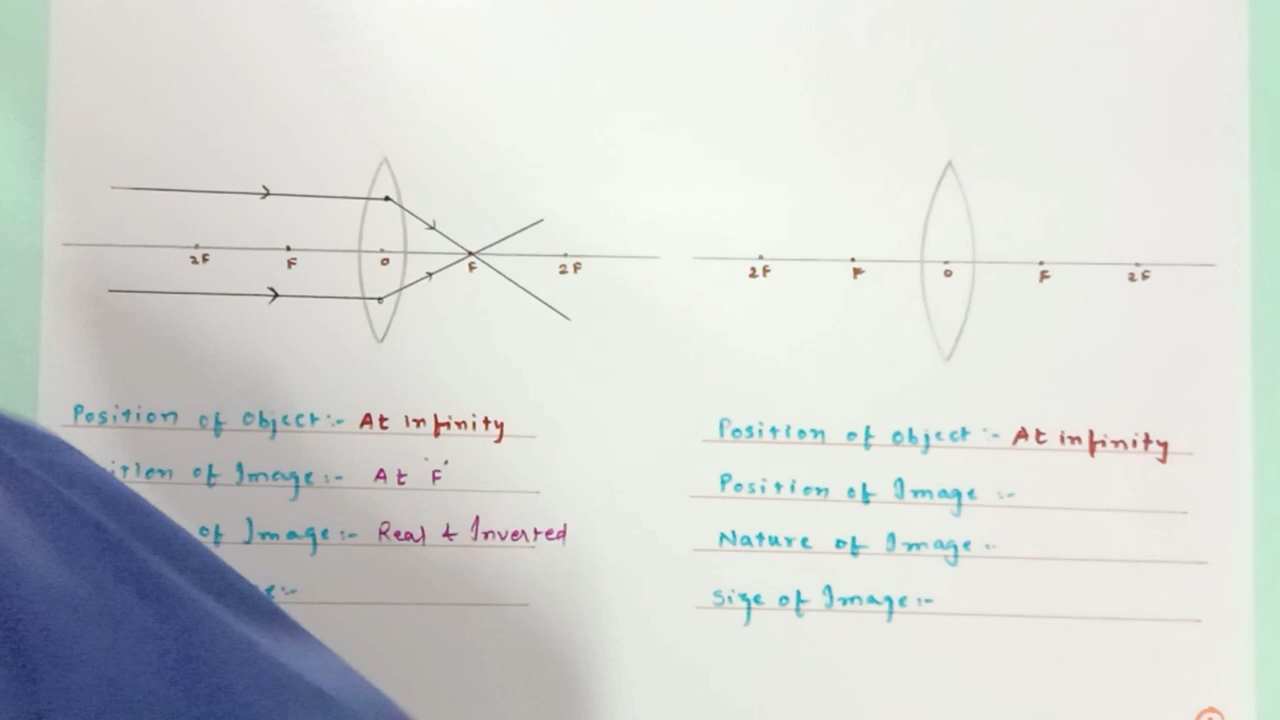 2F F O F 2F
2F F O F 2F
Position of Object:- At infinity
of Image:- At 'F'
of Image:- Real & Inverted
Position of object:- At infinity
Position of Image:-
Nature of Image:-
Size of Image:-